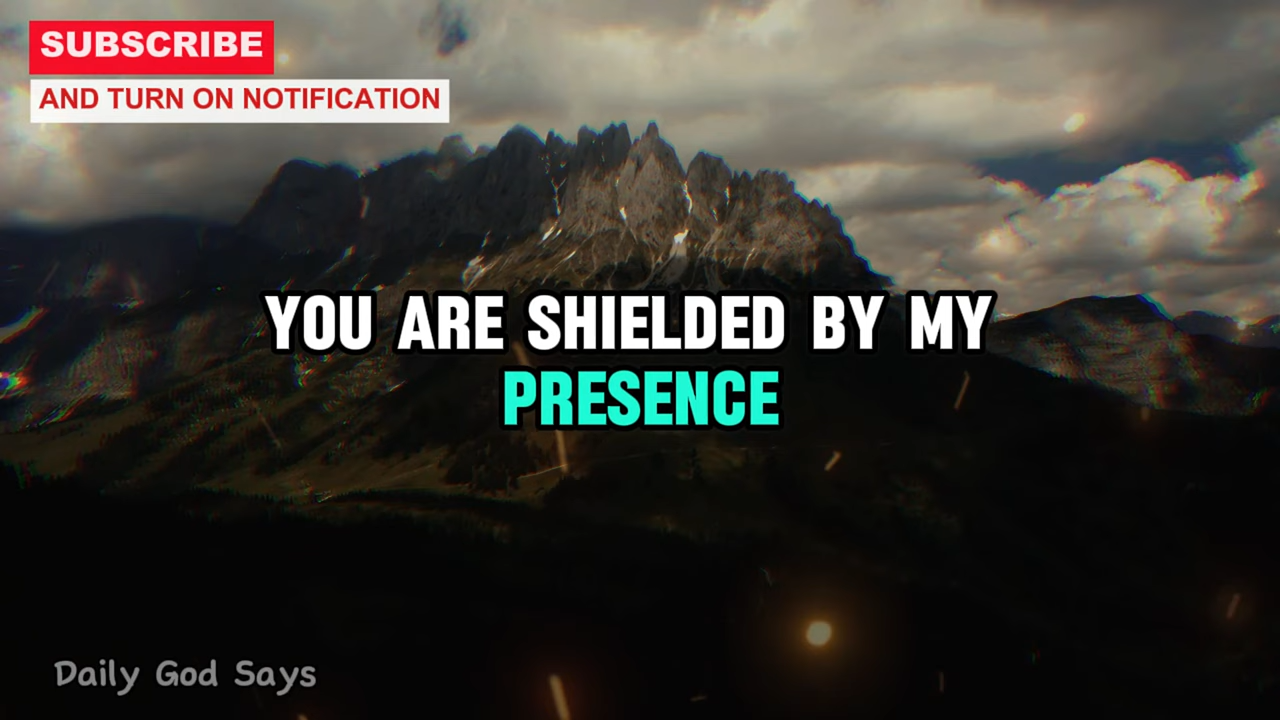 SUBSCRIBE
AND TURN ON NOTIFICATION
YOU ARE SHIELDED BY MY
PRESENCE
Daily God Says